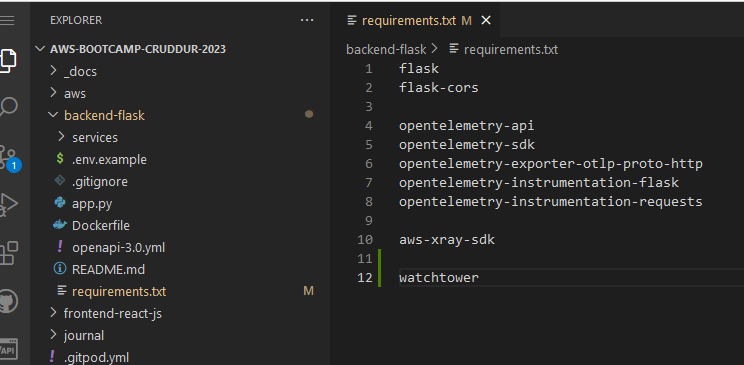 EXPLORER
AWS-BOOTCAMP-CRUDDUR-2023
_docs
aws
backend-flask
services
$ .env.example
.gitignore
app.py
Dockerfile
! openapi-3.0.yml
README.md
requirements.txt M
frontend-react-js
journal
! .gitpod.yml
1
API
requirements.txt M
backend-flask > requirements.txt
1 flask
2 flask-cors
3
4 opentelemetry-api
5 opentelemetry-sdk
6 opentelemetry-exporter-otlp-proto-http
7 opentelemetry-instrumentation-flask
8 opentelemetry-instrumentation-requests
9
10 aws-xray-sdk
11
12 watchtower